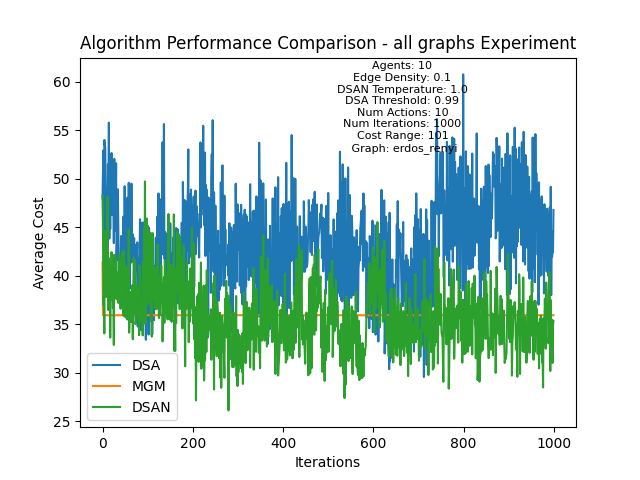 Algorithm Performance Comparison - all graphs Experiment
Agents: 10
Edge Density: 0.1
DSAN Temperature: 1.0
DSA Threshold: 0.99
Num Actions: 10
Num Iterations: 1000
Cost Range: 101
Graph: erdos_renyi
Average Cost
60
55
50
45
40
35
30
25
DSA
MGM
DSAN
0
200
400
600
800
1000
Iterations